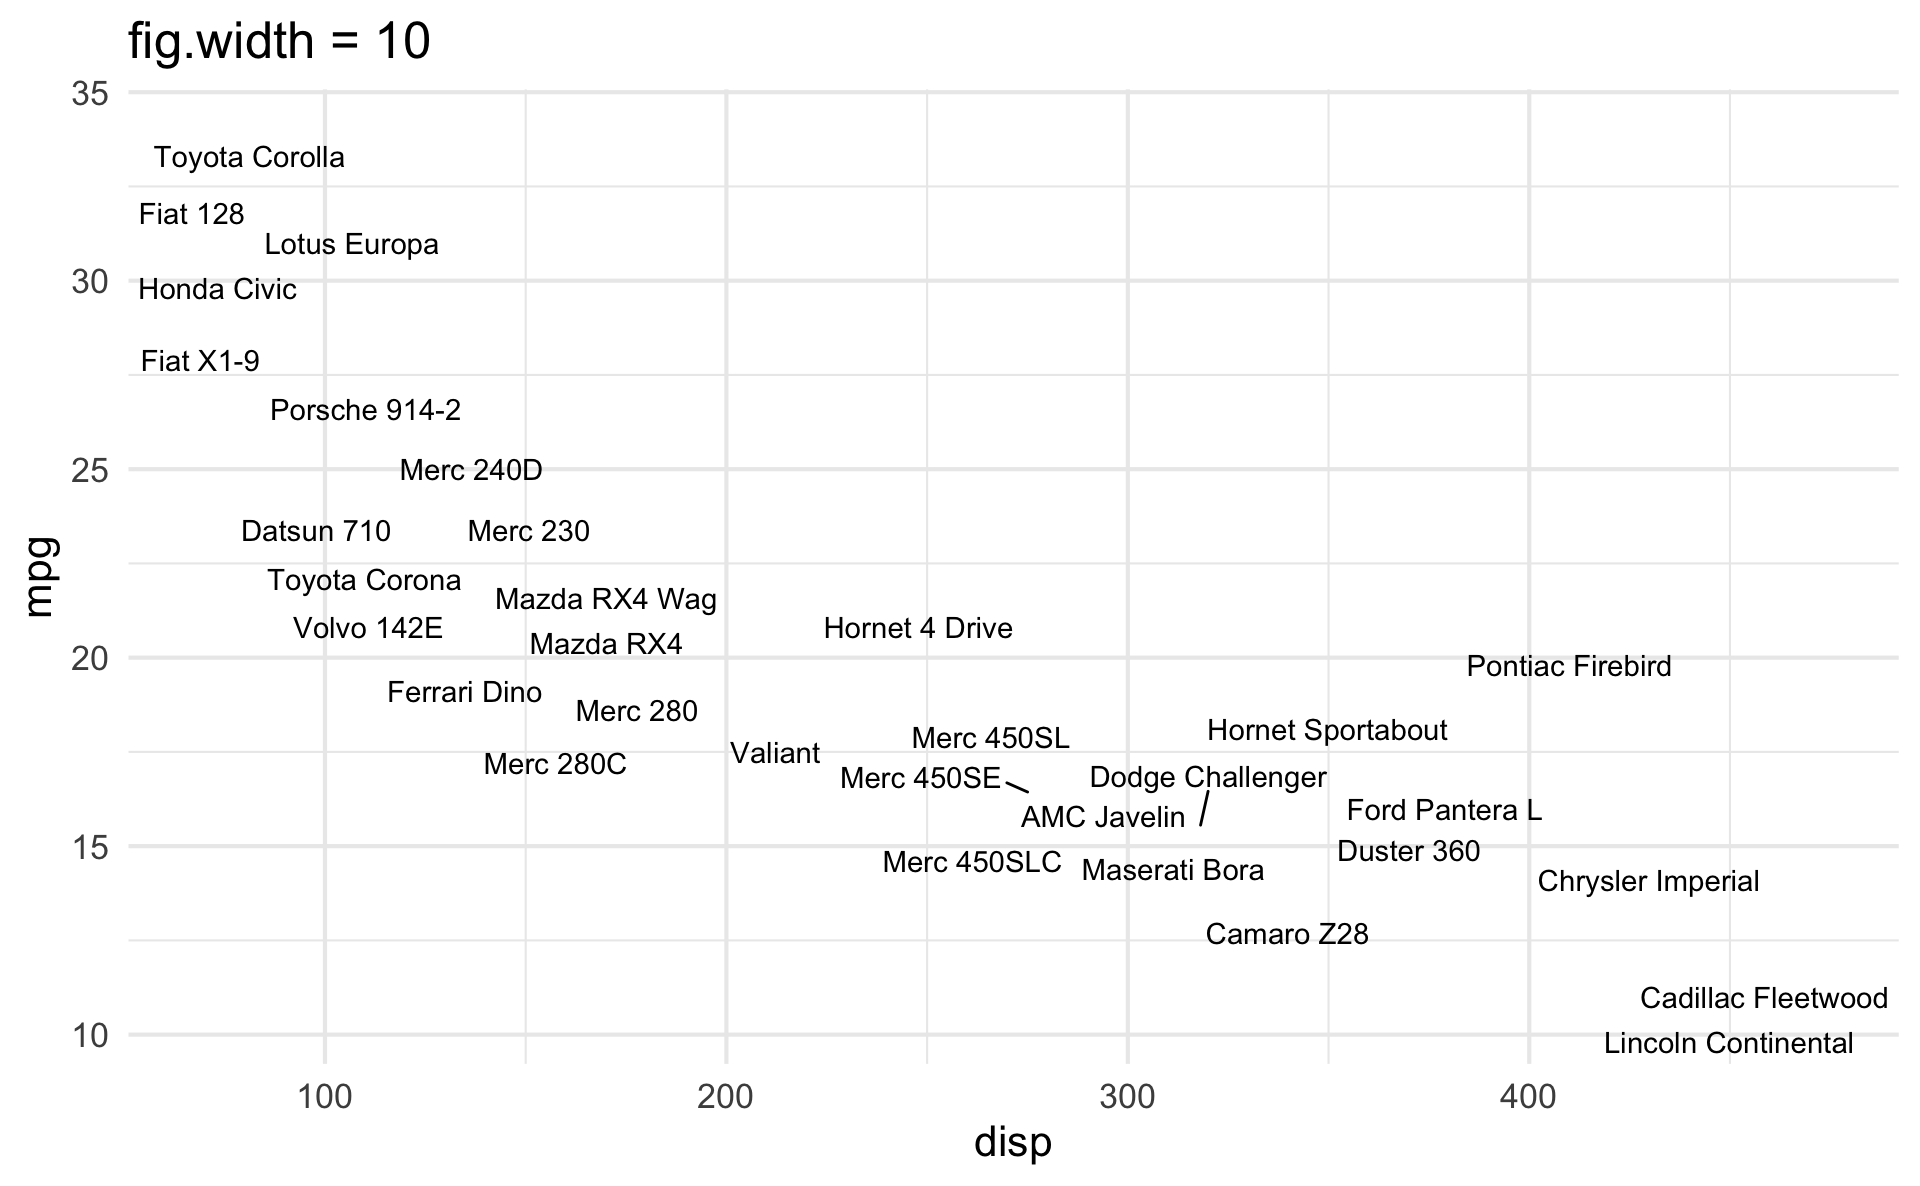 fig.width = 10
35
Toyota Corolla
Fiat 128
Lotus Europa
30
Honda Civic
Fiat X1-9
Porsche 914-2
25
Merc 240D
Datsun 710
Merc 230
mpg
Toyota Corona
Mazda RX4 Wag
Volvo 142E
Hornet 4 Drive
Mazda RX4
20
Pontiac Firebird
Ferrari Dino
Merc 280
Hornet Sportabout
Merc 450SL
Valiant
Merc 280C
Merc 450SE
Dodge Challenger
Ford Pantera L
AMC Javelin
15
Duster 360
Merc 450SLC
Maserati Bora
Chrysler Imperial
Camaro Z28
Cadillac Fleetwood
10
Lincoln Continental
100
200
300
400
disp